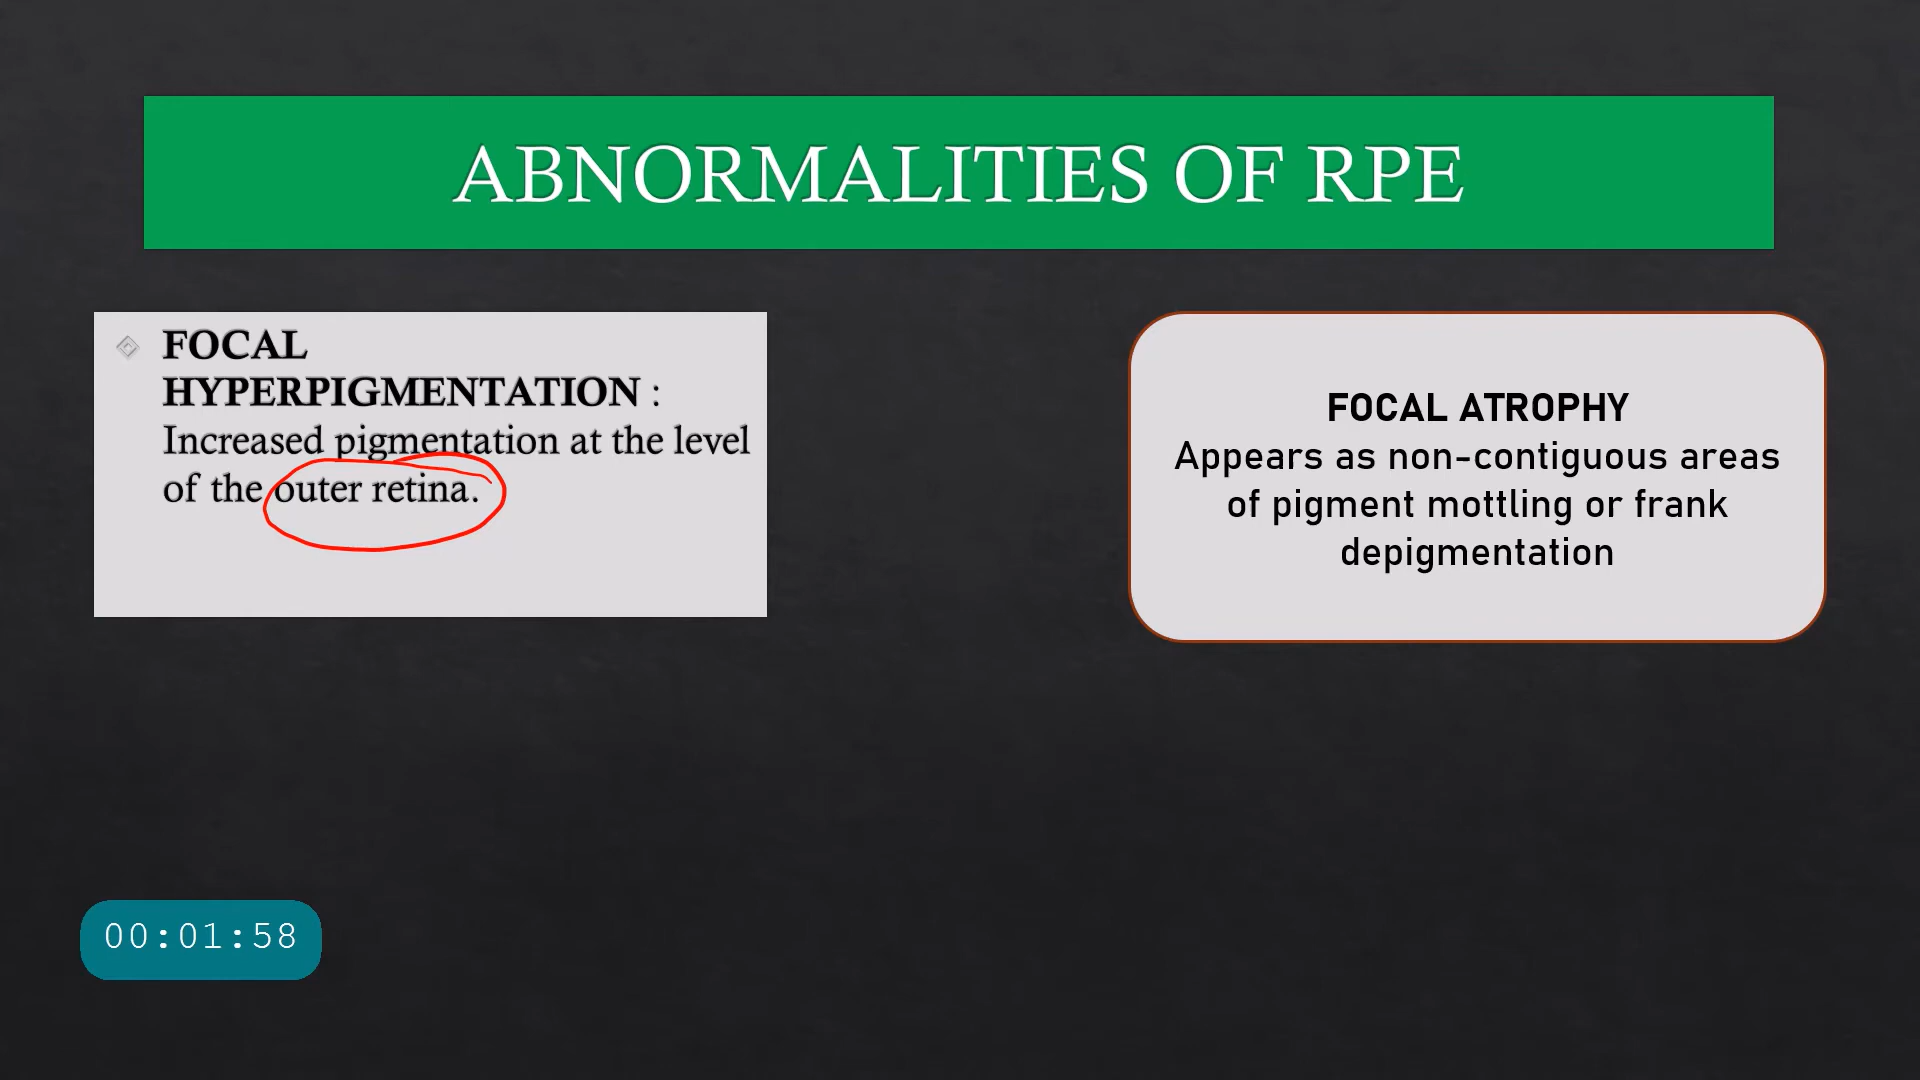 ABNORMALITIES OF RPE
FOCAL
HYPERPIGMENTATION :
Increased pigmentation at the level
of the outer retina.
FOCAL ATROPHY
Appears as non-contiguous areas
of pigment mottling or frank
depigmentation
00:01:58